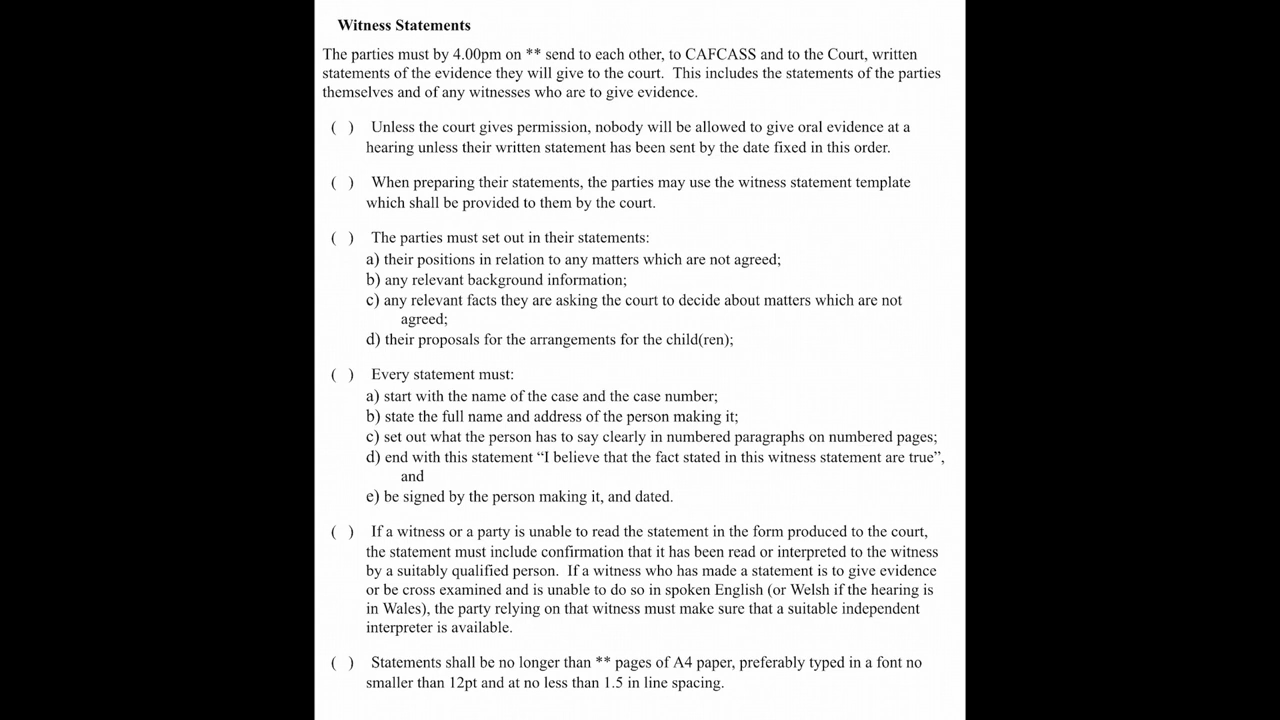 Witness Statements
The parties must by 4.00pm on ** send to each other, to CAFCASS and to the Court, written
statements of the evidence they will give to the court.  This includes the statements of the parties
themselves and of any witnesses who are to give evidence.
( ) Unless the court gives permission, nobody will be allowed to give oral evidence at a
hearing unless their written statement has been sent by the date fixed in this order.
( ) When preparing their statements, the parties may use the witness statement template
which shall be provided to them by the court.
( ) The parties must set out in their statements:
a) their positions in relation to any matters which are not agreed;
b) any relevant background information;
c) any relevant facts they are asking the court to decide about matters which are not
agreed;
d) their proposals for the arrangements for the child(ren);
( ) Every statement must:
a) start with the name of the case and the case number;
b) state the full name and address of the person making it;
c) set out what the person has to say clearly in numbered paragraphs on numbered pages;
d) end with this statement “I believe that the fact stated in this witness statement are true”,
and
e) be signed by the person making it, and dated.
( ) If a witness or a party is unable to read the statement in the form produced to the court,
the statement must include confirmation that it has been read or interpreted to the witness
by a suitably qualified person.  If a witness who has made a statement is to give evidence
or be cross examined and is unable to do so in spoken English (or Welsh if the hearing is
in Wales), the party relying on that witness must make sure that a suitable independent
interpreter is available.
( ) Statements shall be no longer than ** pages of A4 paper, preferably typed in a font no
smaller than 12pt and at no less than 1.5 in line spacing.